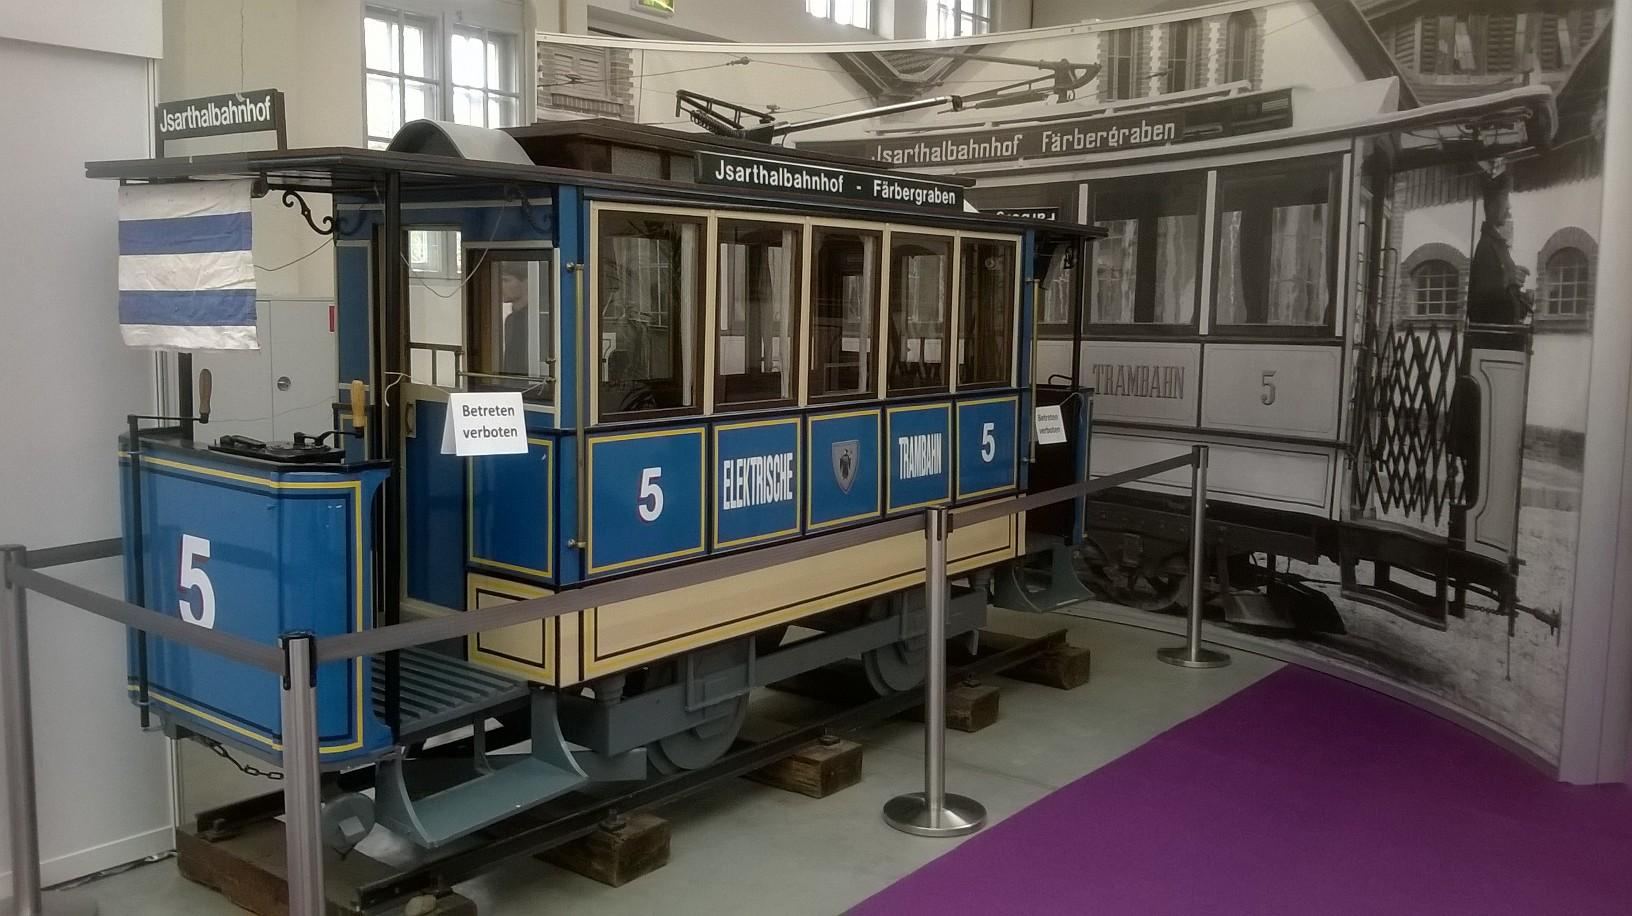 Jsarthalbahnhof
Jsarthalbahnhof - Färbergraben
Jsarthalbahnhof Färbergraben
Betreten
verboten
Betreten
verboten
TRAMBAHN 5
5 ELEKTRISCHE TRAMBAHN 5
5